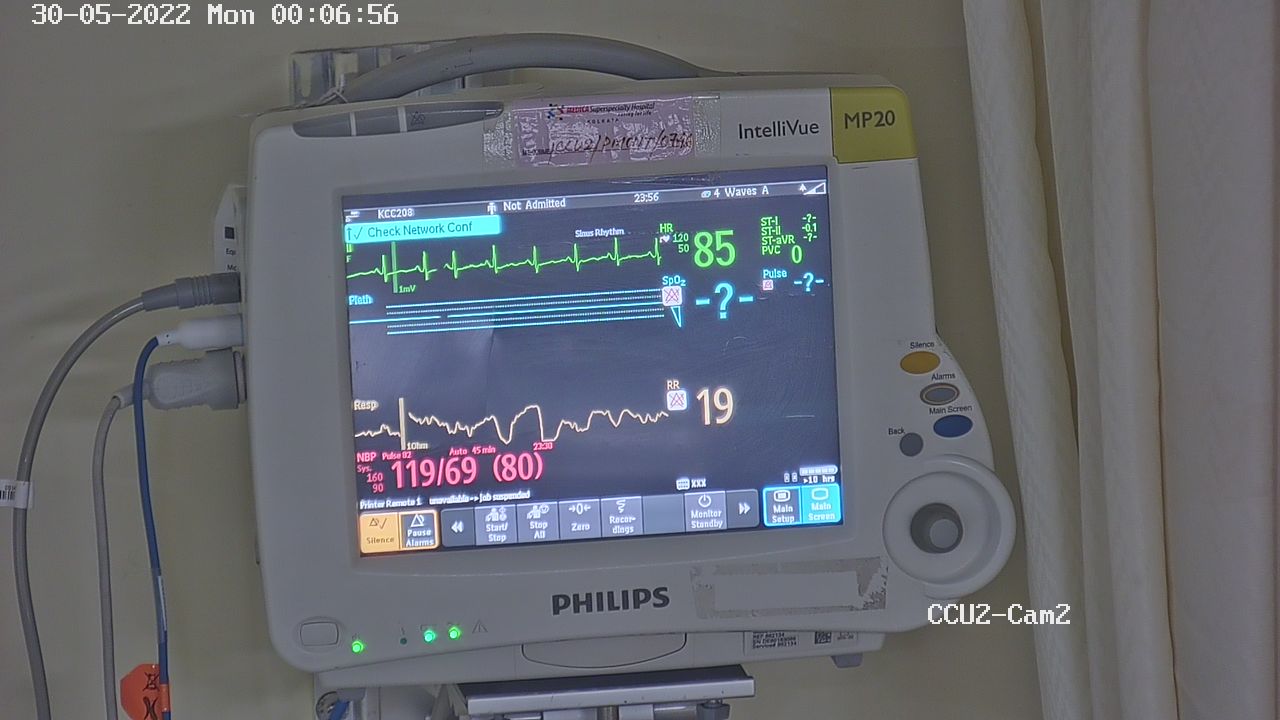 30-05-2022 Mon 00:06:56
Superspecialty Hospital
KOLKATA
IntelliVue
MP20
KCC208
Not Admitted
23:56
4 Waves A
Check Network Conf
Sinus Rhythm
HR
120
50
85
ST-I -?-
ST-II -0.1
ST-aVR -?-
PVC 0
1mV
Pleth
SpO₂
-?-
Pulse
-?-
Resp
RR
19
1Ohm
NBP
Pulse 82
Auto 45 min
23:30
Sys.
160
90
119/69 (80)
XXX
>10 hrs
Printer Remote 1 unavailable -> job suspended
Silence
Pause Alarms
Start/ Stop
Stop All
Zero
Recor- dings
Monitor Standby
Main Setup
Main Screen
Silence
Alarms
Main Screen
Back
PHILIPS
CCU2-Cam2